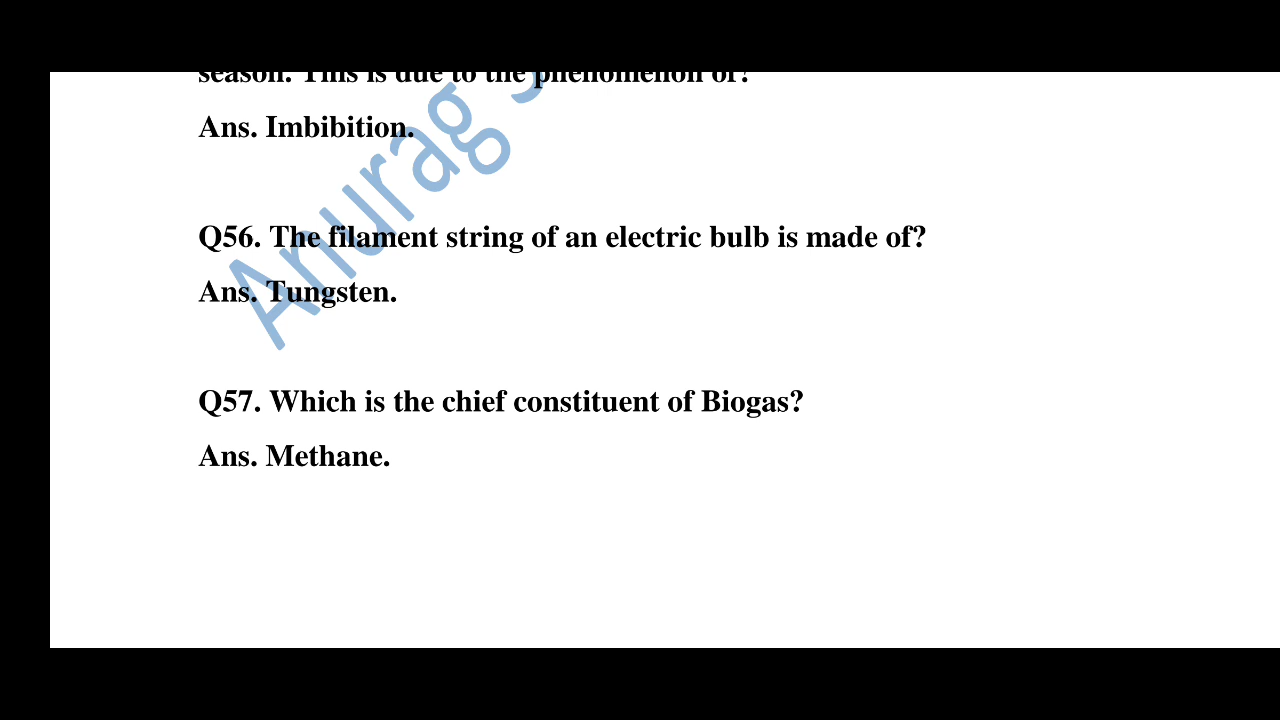 season. This is due to the phenomenon of?
Ans. Imbibition.
Q56. The filament string of an electric bulb is made of?
Ans. Tungsten.
Q57. Which is the chief constituent of Biogas?
Ans. Methane.
Anurag